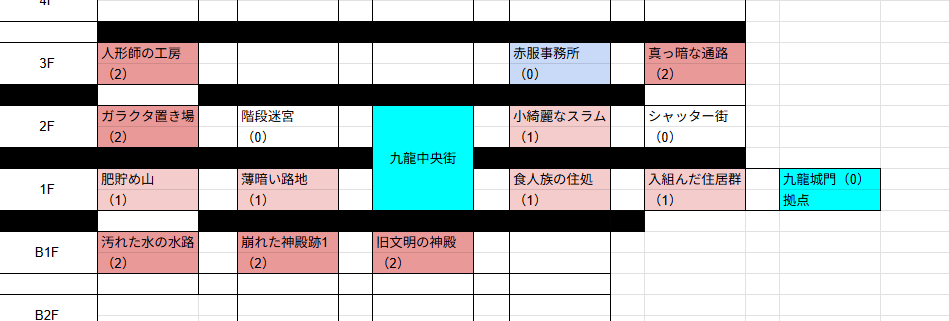 4F
3F
人形師の工房
（2）
赤服事務所
（0）
真っ暗な通路
（2）
2F
ガラクタ置き場
（2）
階段迷宮
（0）
九龍中央街
小綺麗なスラム
（1）
シャッター街
（0）
1F
肥貯め山
（1）
薄暗い路地
（1）
食人族の住処
（1）
入組んだ住居群
（1）
九龍城門（0）
拠点
B1F
汚れた水の水路
（2）
崩れた神殿跡1
（2）
旧文明の神殿
（2）
B2F